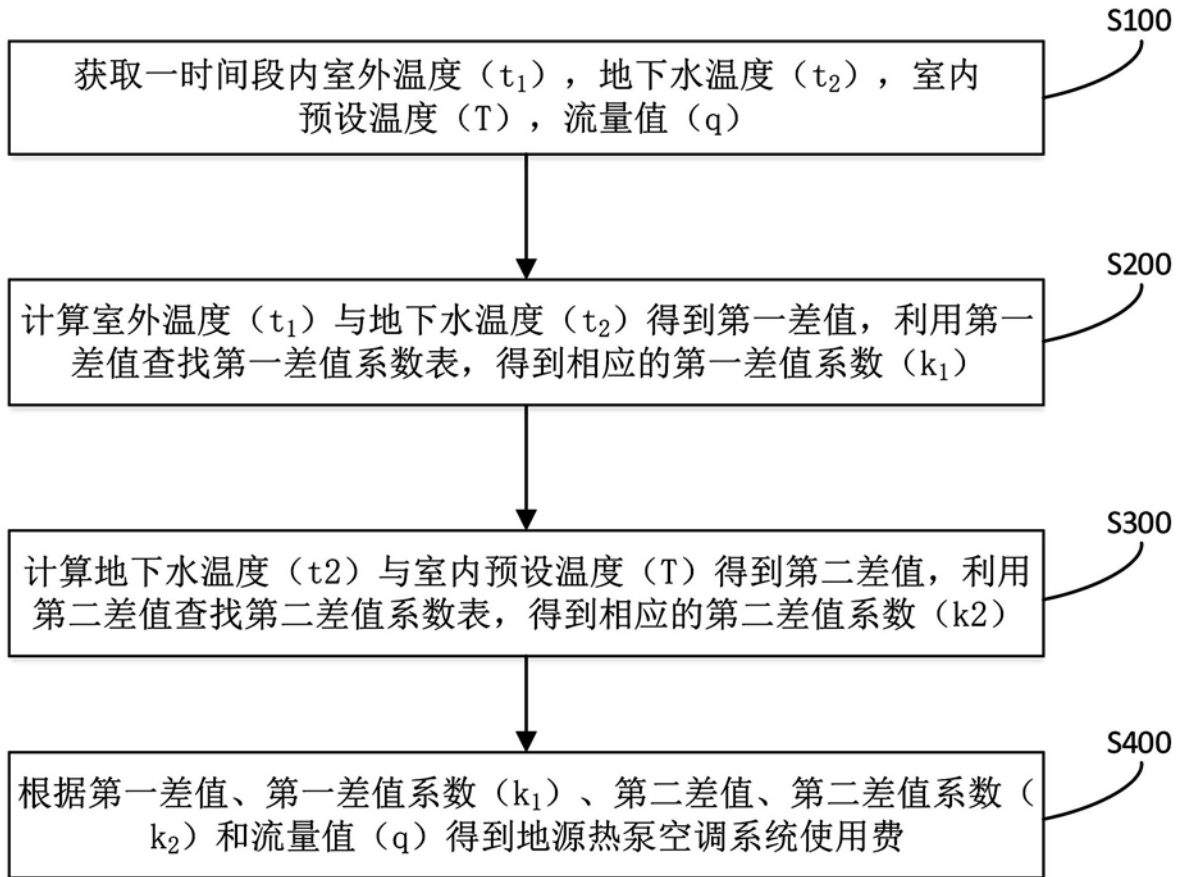 S100
获取一时间段内室外温度（t₁），地下水温度（t₂），室内
预设温度（T），流量值（q）
S200
计算室外温度（t₁）与地下水温度（t₂）得到第一差值，利用第一
差值查找第一差值系数表，得到相应的第一差值系数（k₁）
S300
计算地下水温度（t2）与室内预设温度（T）得到第二差值，利用
第二差值查找第二差值系数表，得到相应的第二差值系数（k2）
S400
根据第一差值、第一差值系数（k₁）、第二差值、第二差值系数（
k₂）和流量值（q）得到地源热泵空调系统使用费